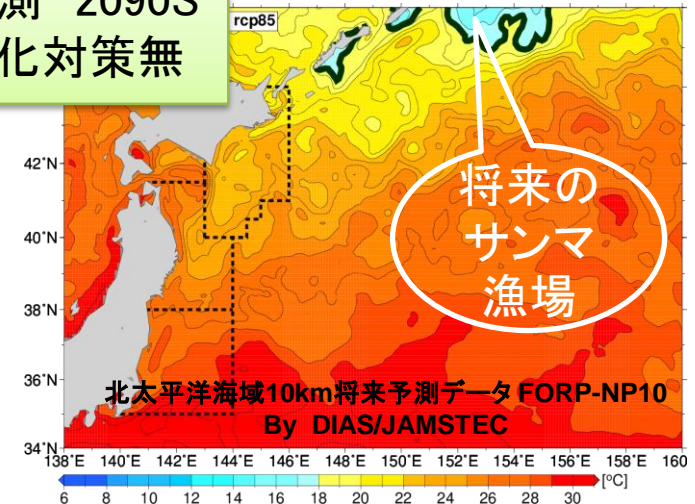 測 2090S
化対策無
rcp85
将来の
サンマ
漁場
42°N
40°N
38°N
36°N
34°N
北太平洋海域10km将来予測データ FORP-NP10
By DIAS/JAMSTEC
138°E 140°E 142°E 144°E 146°E 148°E 150°E 152°E 154°E 156°E 158°E 160
[°C]
6 8 10 12 14 16 18 20 22 24 26 28 30